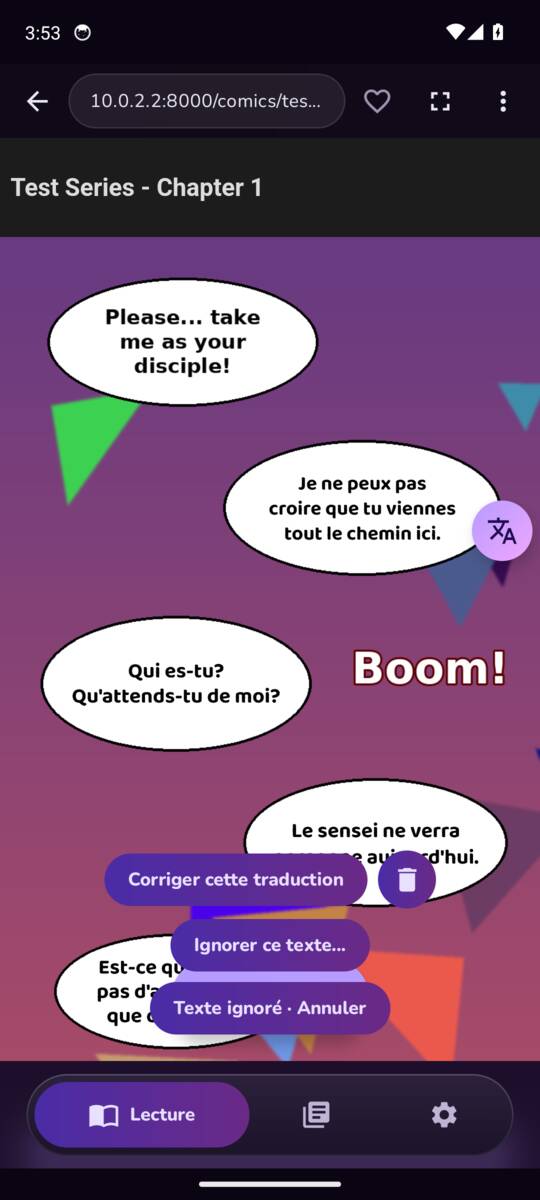 3:53
10.0.2.2:8000/comics/tes...
Test Series - Chapter 1
Please... take
me as your
disciple!
Je ne peux pas
croire que tu viennes
tout le chemin ici.
Qui es-tu?
Qu'attends-tu de moi?
Boom!
Le sensei ne verra
Corriger cette traduction
Ignorer ce texte...
Est-ce
pas
que
Texte ignoré · Annuler
Lecture